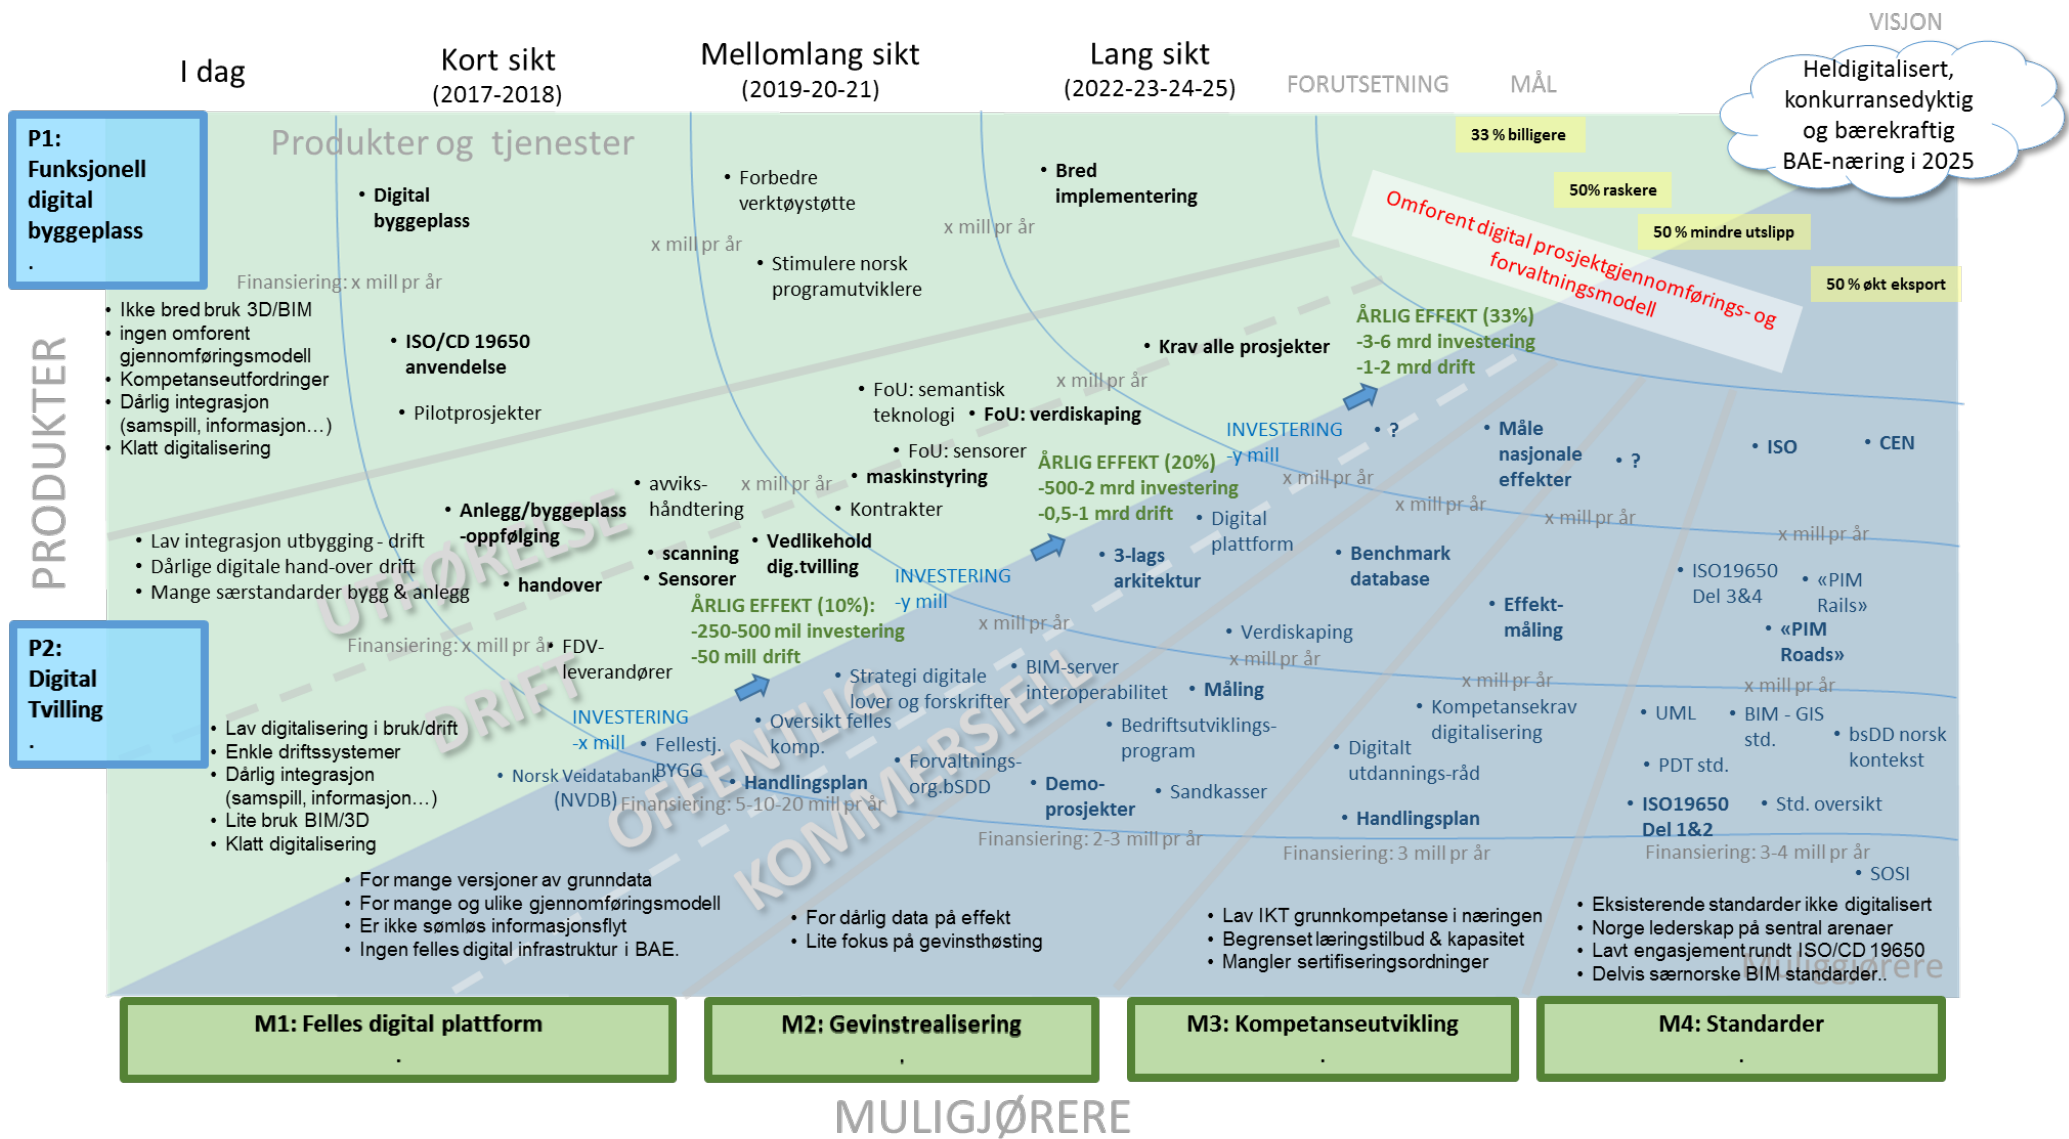 VISJON
I dag
Kort sikt
(2017-2018)
Mellomlang sikt
(2019-20-21)
Lang sikt
(2022-23-24-25)
FORUTSETNING
MÅL
Heldigitalisert,
konkurransedyktig
og bærekraftig
BAE-næring i 2025
P1:
Funksjonell
digital
byggeplass
.
Produkter og tjenester
• Digital
byggeplass
• Forbedre
verktøystøtte
• Bred
implementering
33 % billigere
50% raskere
50 % mindre utslipp
50 % økt eksport
Omforent digital prosjektgjennomførings- og
forvaltningsmodell
x mill pr år
x mill pr år
• Stimulere norsk
programutviklere
Finansiering: x mill pr år
PRODUKTER
• Ikke bred bruk 3D/BIM
• ingen omforent
gjennomføringsmodell
• Kompetanseutfordringer
• Dårlig integrasjon
(samspill, informasjon…)
• Klatt digitalisering
• ISO/CD 19650
anvendelse
• Pilotprosjekter
• Krav alle prosjekter
x mill pr år
ÅRLIG EFFEKT (33%)
-3-6 mrd investering
-1-2 mrd drift
• FoU: semantisk
teknologi
• FoU: verdiskaping
• FoU: sensorer
• maskinstyring
• Kontrakter
x mill pr år
• avviks-
håndtering
• Anlegg/byggeplass
-oppfølging
• scanning
• Sensorer
• Vedlikehold
dig.tvilling
• handover
UTFØRELSE
• Lav integrasjon utbygging - drift
• Dårlige digitale hand-over drift
• Mange særstandarder bygg & anlegg
INVESTERING
-y mill
ÅRLIG EFFEKT (20%)
-500-2 mrd investering
-0,5-1 mrd drift
• ?
• Måle
nasjonale
effekter
• ?
• ISO
• CEN
x mill pr år
x mill pr år
x mill pr år
x mill pr år
• Digital
plattform
• 3-lags
arkitektur
• Benchmark
database
• Effekt-
måling
• ISO19650
Del 3&4
• «PIM
Rails»
• «PIM
Roads»
INVESTERING
-y mill
ÅRLIG EFFEKT (10%):
-250-500 mil investering
-50 mill drift
x mill pr år
• Verdiskaping
x mill pr år
x mill pr år
x mill pr år
P2:
Digital
Tvilling
.
Finansiering: x mill pr år
• FDV-
leverandører
DRIFT
• Lav digitalisering i bruk/drift
• Enkle driftssystemer
• Dårlig integrasjon
(samspill, informasjon…)
• Lite bruk BIM/3D
• Klatt digitalisering
INVESTERING
-x mill
• Strategi digitale
lover og forskrifter
• BIM-server
interoperabilitet
• Måling
• Oversikt felles
komp.
• Fellestj.
BYGG
• Norsk Veidatabank
(NVDB)
• Handlingsplan
• Forvaltnings-
org.bSDD
Finansiering: 5-10-20 mill pr år
OFFENTLIG
KOMMERSIELL
• Bedriftsutviklings-
program
• Demo-
prosjekter
• Sandkasser
Finansiering: 2-3 mill pr år
• Kompetansekrav
digitalisering
• Digitalt
utdannings-råd
• Handlingsplan
Finansiering: 3 mill pr år
• UML
• BIM - GIS
std.
• bsDD norsk
kontekst
• PDT std.
• ISO19650
Del 1&2
• Std. oversikt
Finansiering: 3-4 mill pr år
• SOSI
• For mange versjoner av grunndata
• For mange og ulike gjennomføringsmodell
• Er ikke sømløs informasjonsflyt
• Ingen felles digital infrastruktur i BAE.
• For dårlig data på effekt
• Lite fokus på gevinsthøsting
• Lav IKT grunnkompetanse i næringen
• Begrenset læringstilbud & kapasitet
• Mangler sertifiseringsordninger
• Eksisterende standarder ikke digitalisert
• Norge lederskap på sentral arenaer
• Lavt engasjement rundt ISO/CD 19650
• Delvis særnorske BIM standarder..
Muliggjørere
M1: Felles digital plattform
.
M2: Gevinstrealisering
,
M3: Kompetanseutvikling
.
M4: Standarder
.
MULIGJØRERE